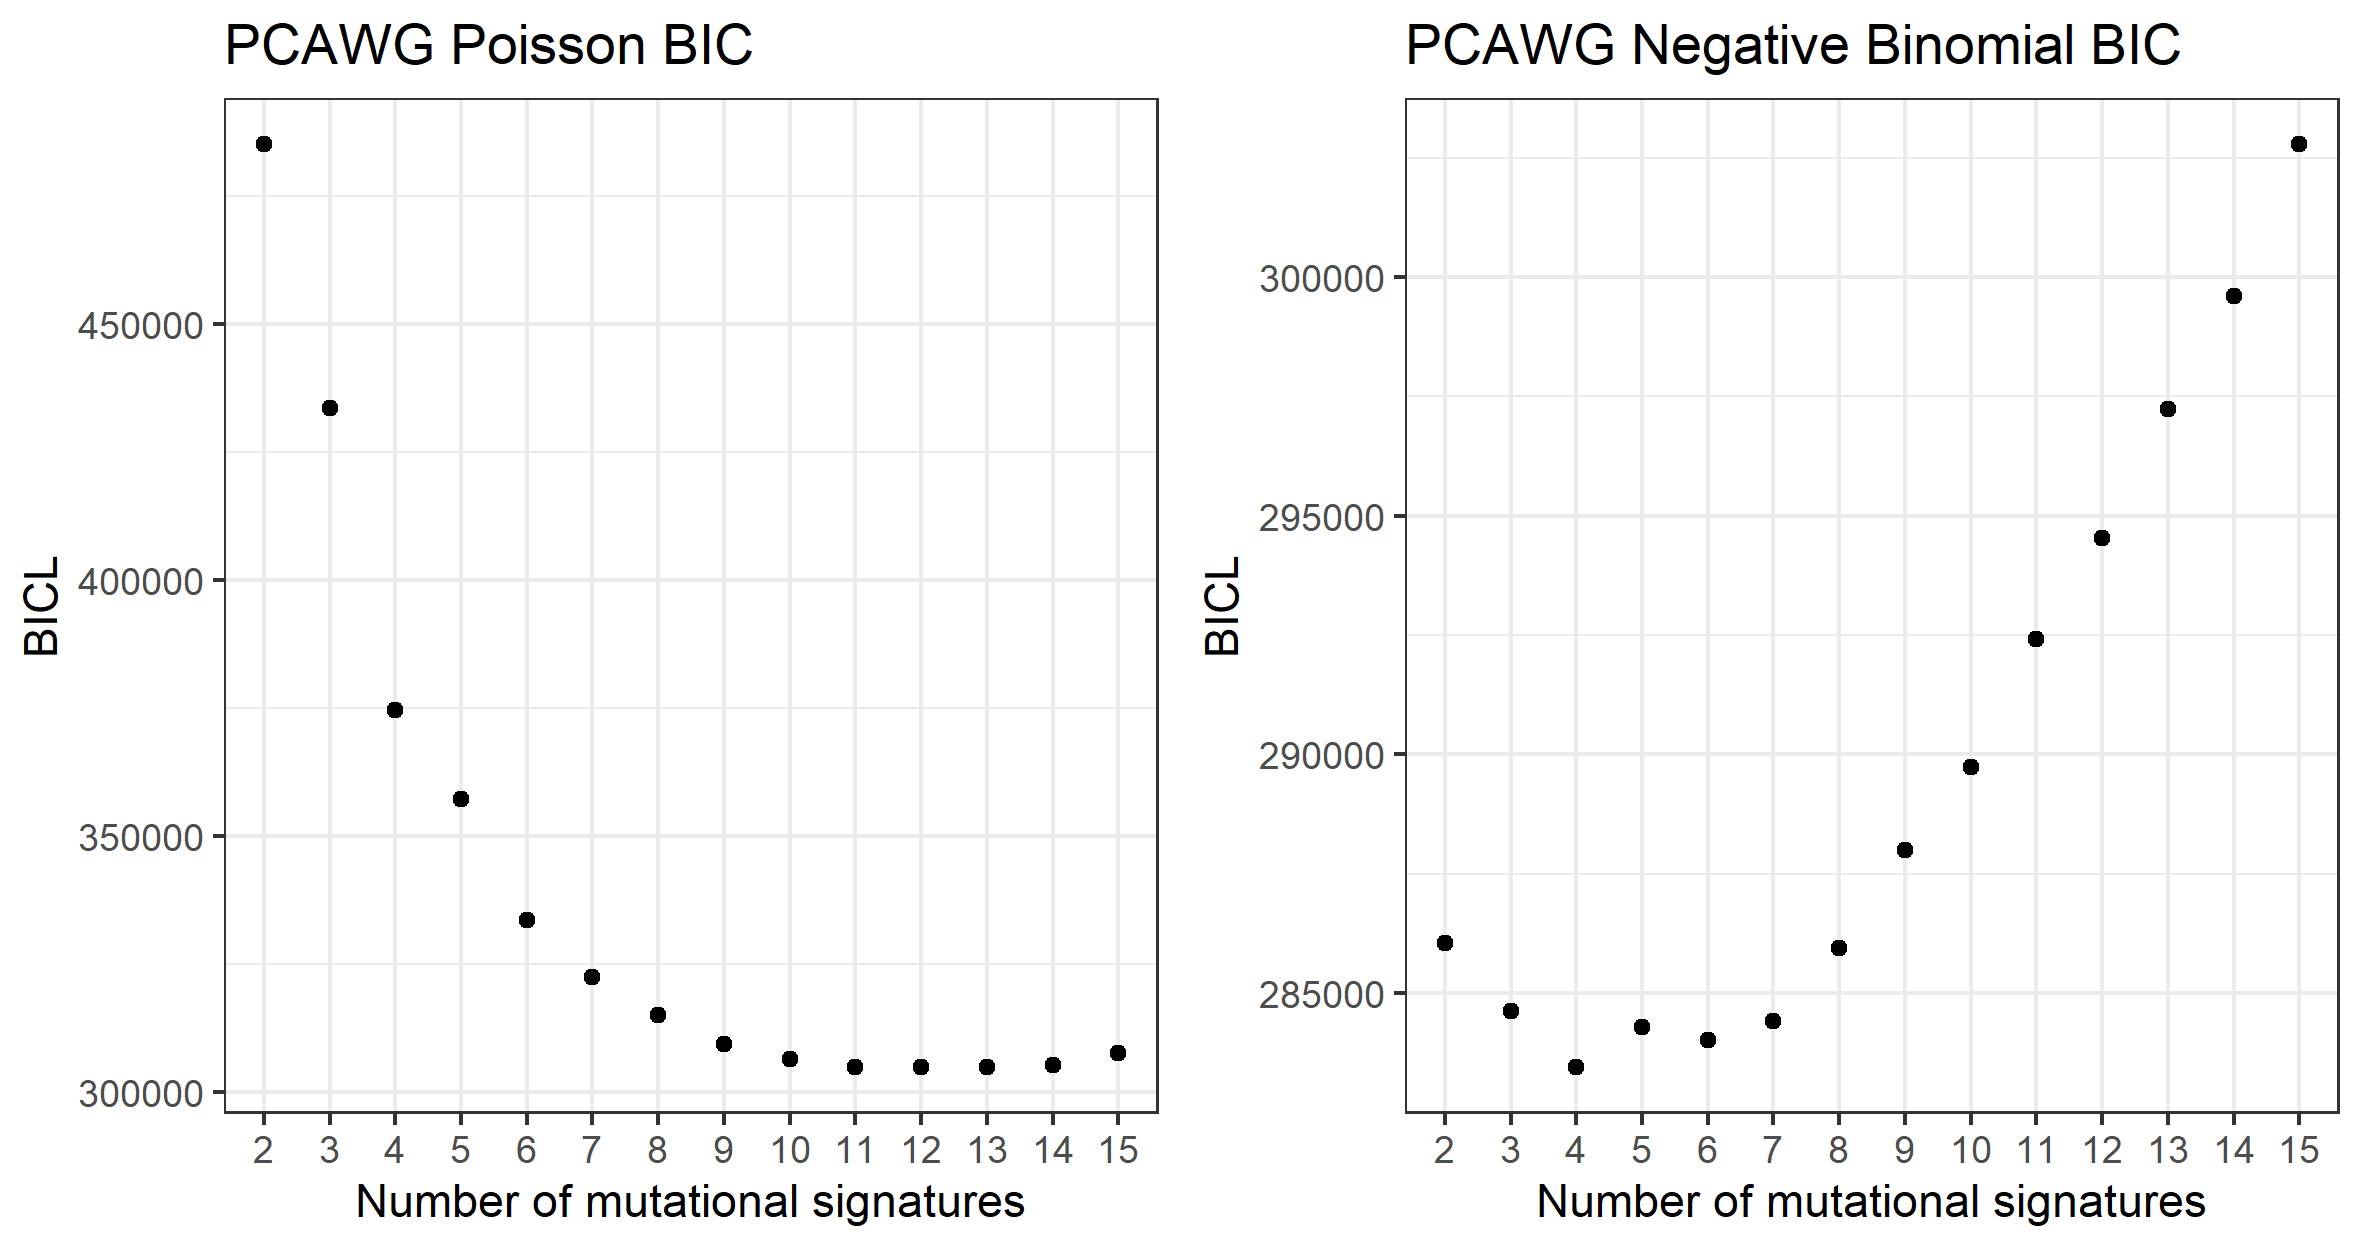 PCAWG Poisson BIC
BICL
450000
400000
350000
300000
2 3 4 5 6 7 8 9 10 11 12 13 14 15
Number of mutational signatures
PCAWG Negative Binomial BIC
BICL
300000
295000
290000
285000
2 3 4 5 6 7 8 9 10 11 12 13 14 15
Number of mutational signatures